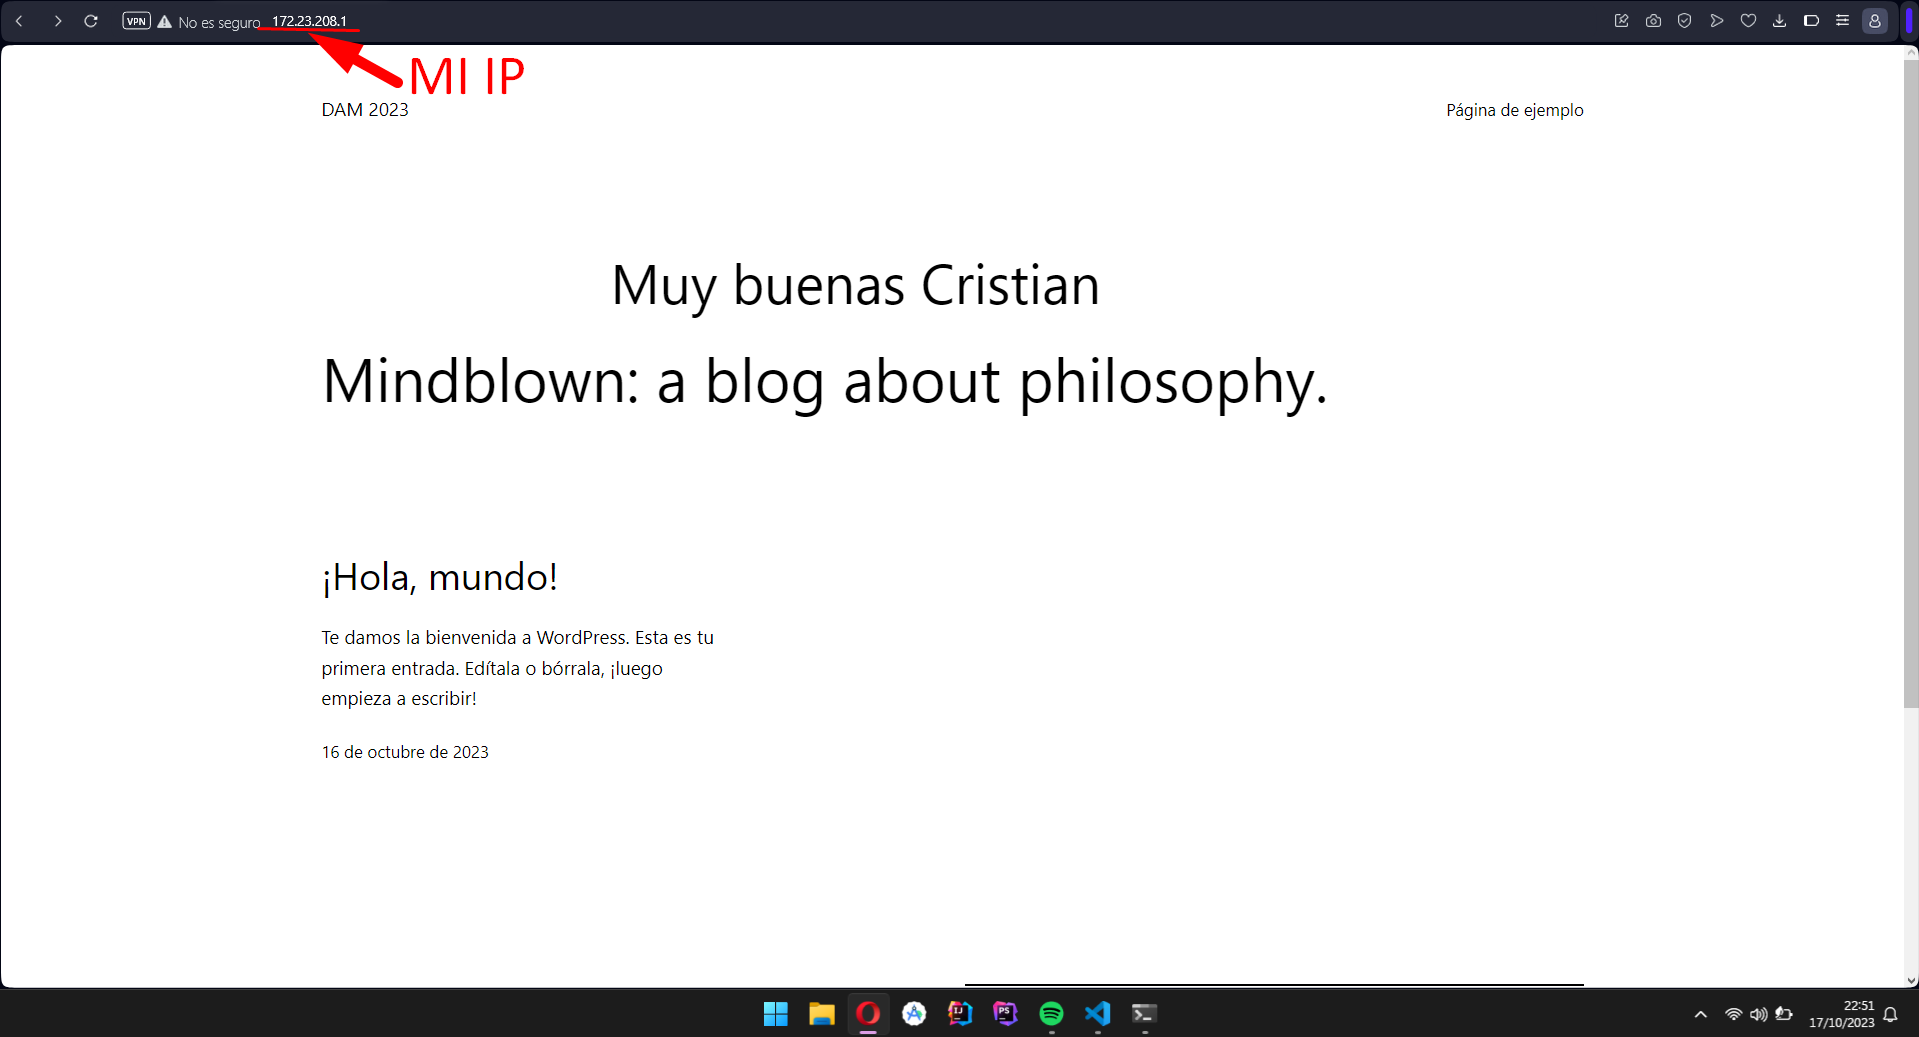 VPN No es seguro 172.23.208.1
MI IP
DAM 2023
Página de ejemplo
Muy buenas Cristian
Mindblown: a blog about philosophy.
¡Hola, mundo!
Te damos la bienvenida a WordPress. Esta es tu
primera entrada. Edítala o bórrala, ¡luego
empieza a escribir!
16 de octubre de 2023
IJ
PS
22:51
17/10/2023